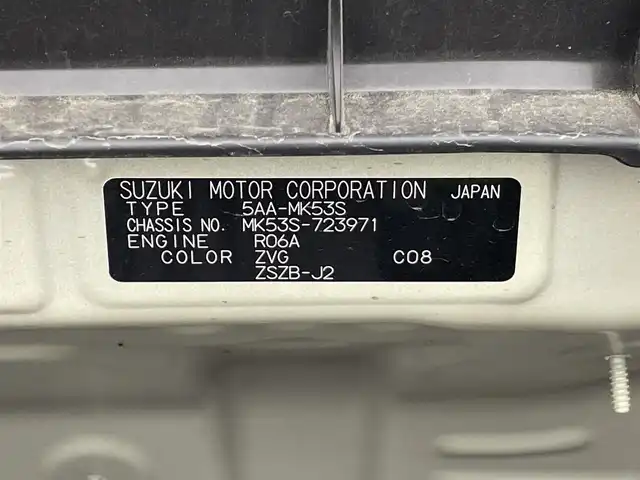 SUZUKI MOTOR CORPORATION JAPAN
TYPE 5AA-MK53S
CHASSIS NO. MK53S-723971
ENGINE R06A
COLOR ZVG C08
ZSZB-J2